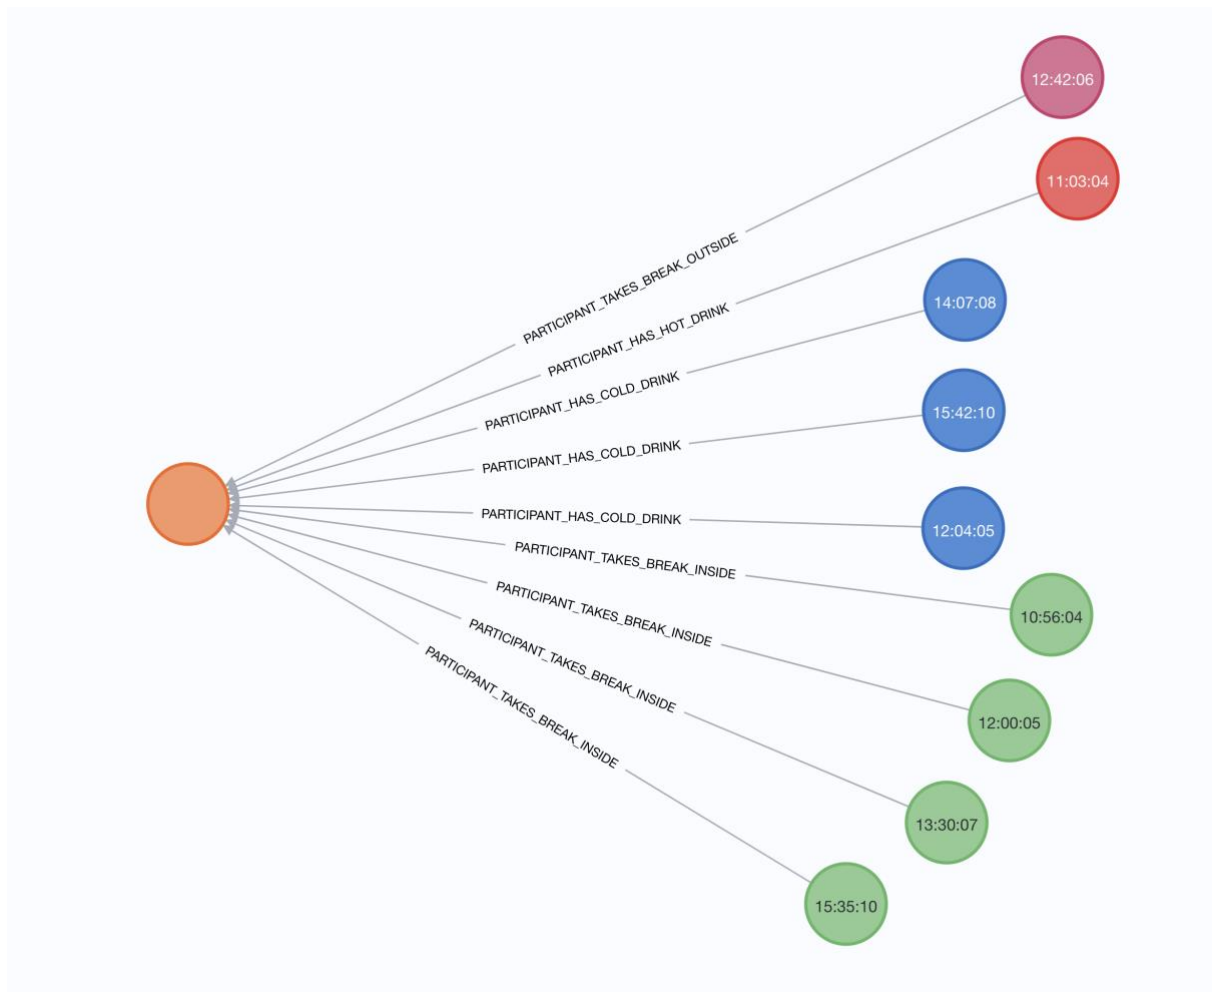 12:42:06
PARTICIPANT_TAKES_BREAK_OUTSIDE
11:03:04
PARTICIPANT_HAS_HOT_DRINK
14:07:08
PARTICIPANT_HAS_COLD_DRINK
15:42:10
PARTICIPANT_HAS_COLD_DRINK
12:04:05
PARTICIPANT_HAS_COLD_DRINK
10:56:04
PARTICIPANT_TAKES_BREAK_INSIDE
12:00:05
PARTICIPANT_TAKES_BREAK_INSIDE
13:30:07
PARTICIPANT_TAKES_BREAK_INSIDE
15:35:10
PARTICIPANT_TAKES_BREAK_INSIDE